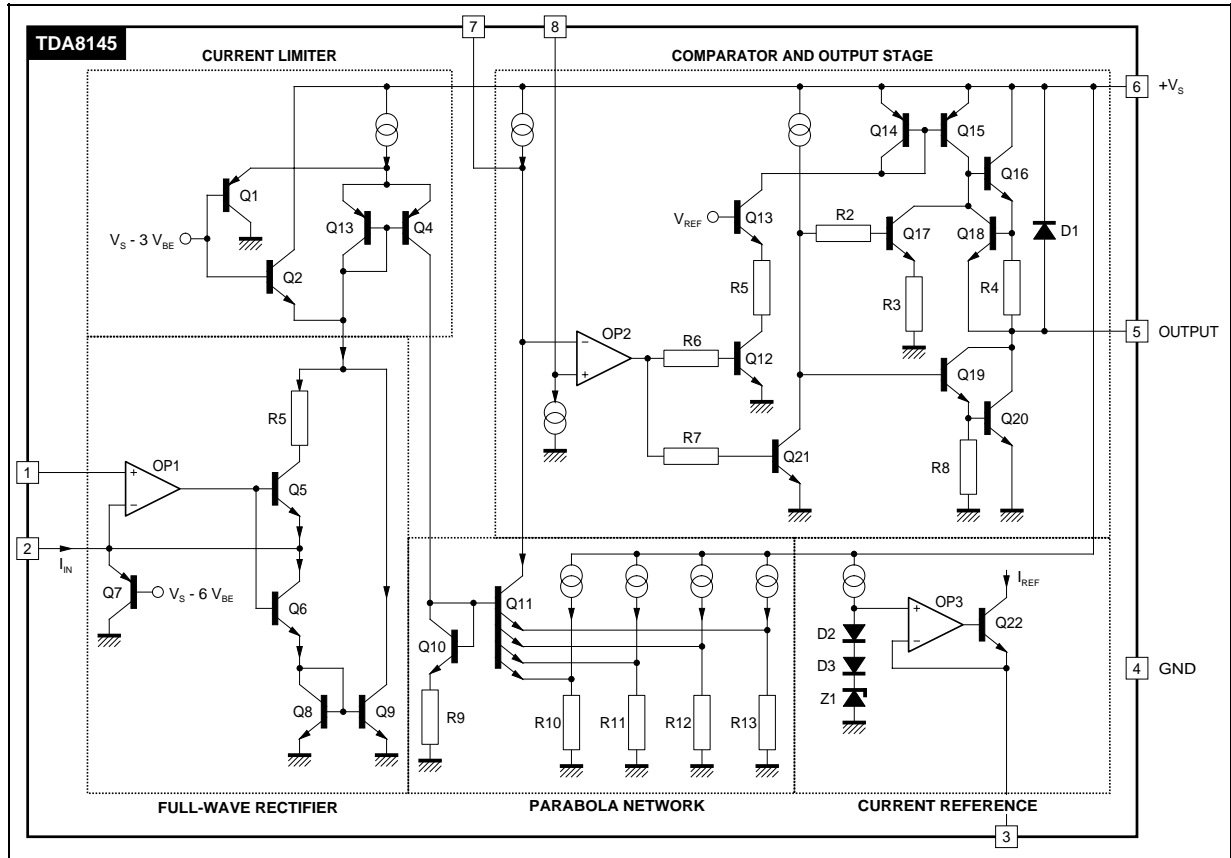 7
8
TDA8145
CURRENT LIMITER
COMPARATOR AND OUTPUT STAGE
6
+VS
Q14
Q15
Q1
Q16
Q13
Q4
VREF
Q13
R2
Q17
Q18
D1
VS - 3 VBE
Q2
R5
R3
R4
5
OUTPUT
OP2
R6
Q12
Q19
R5
Q20
R7
Q21
R8
1
OP1
Q5
2
IIN
Q7
VS - 6 VBE
Q6
Q11
IREF
OP3
Q22
D2
Q10
D3
4
GND
Z1
Q8
Q9
R9
R10
R11
R12
R13
FULL-WAVE RECTIFIER
PARABOLA NETWORK
CURRENT REFERENCE
3